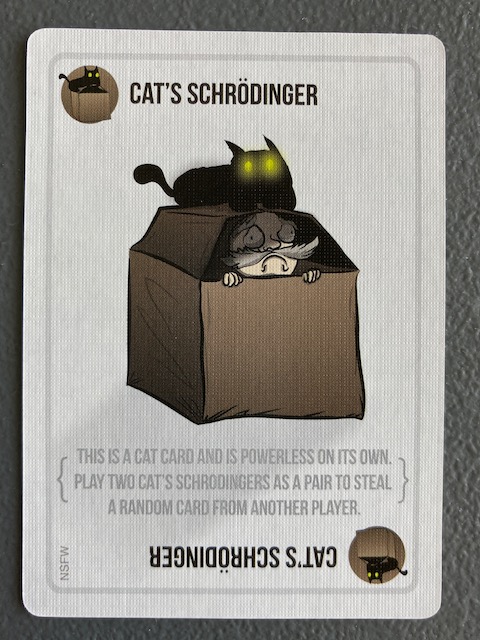 CAT'S SCHRÖDINGER
THIS IS A CAT CARD AND IS POWERLESS ON ITS OWN.
PLAY TWO CAT'S SCHRODINGERS AS A PAIR TO STEAL
A RANDOM CARD FROM ANOTHER PLAYER.
NSFW
CAT'S SCHRÖDINGER